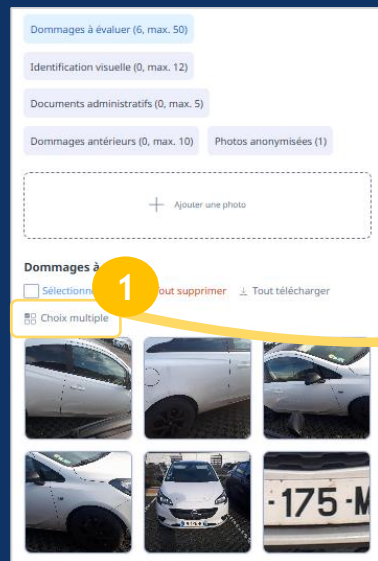 Dommages à évaluer (6, max. 50)
Identification visuelle (0, max. 12)
Documents administratifs (0, max. 5)
Dommages antérieurs (0, max. 10) Photos anonymisées (1)
Ajouter une photo
Dommages à
1
Sélectionn out supprimer Tout télécharger
Choix multiple
-175-M